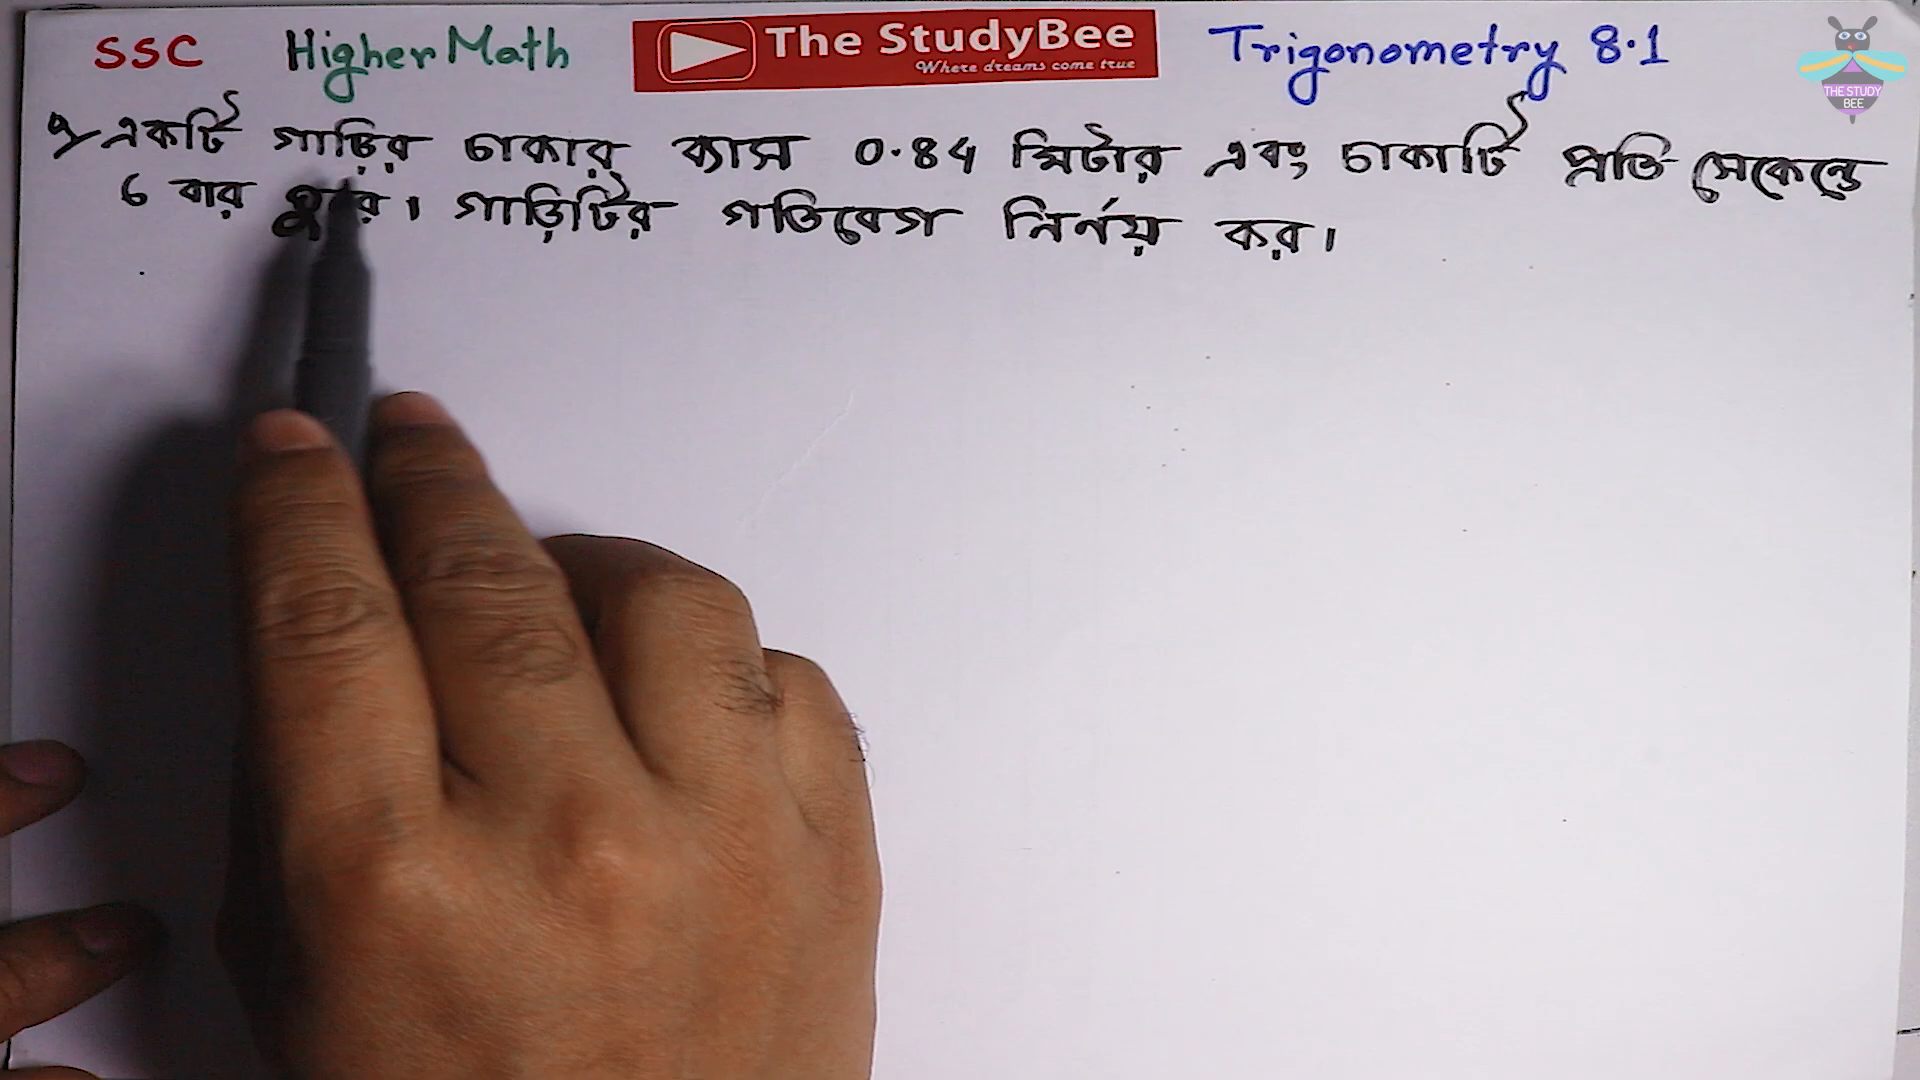 SSC Higher Math The StudyBee Trigonometry 8.1
Where dreams come true
THE STUDY
BEE
৭ একটি গাড়ির চাকার ব্যাস 0.84 মিটার এবং চাকাটি প্রতি সেকেন্ডে
6 বার ঘুরে। গাড়িটির গতিবেগ নির্ণয় কর।